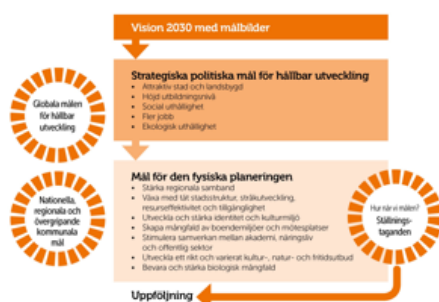 Vision 2030 med målbilder
Strategiska politiska mål för hållbar utveckling
• Attraktiv stad och landsbygd
• Höjd utbildningsnivå
• Social uthållighet
• Fler jobb
• Ekologisk uthållighet
Globala målen
för hållbar
utveckling
Mål för den fysiska planeringen
• Stärka regionala samband
• Växa med tät stadsstruktur, stråkutveckling,
resurseffektivitet och tillgänglighet
• Utveckla och stärka identitet och kulturmiljö
• Skapa mångfald av boendemiljöer och mötesplatser
• Stimulera samverkan mellan akademi, näringsliv
och offentlig sektor
• Utveckla ett rikt och varierat kultur-, natur- och fritidsutbud
• Bevara och stärka biologisk mångfald
Nationella,
regionala och
övergripande
kommunala
mål
Hur når vi målen?
Ställnings-
taganden
Uppföljning